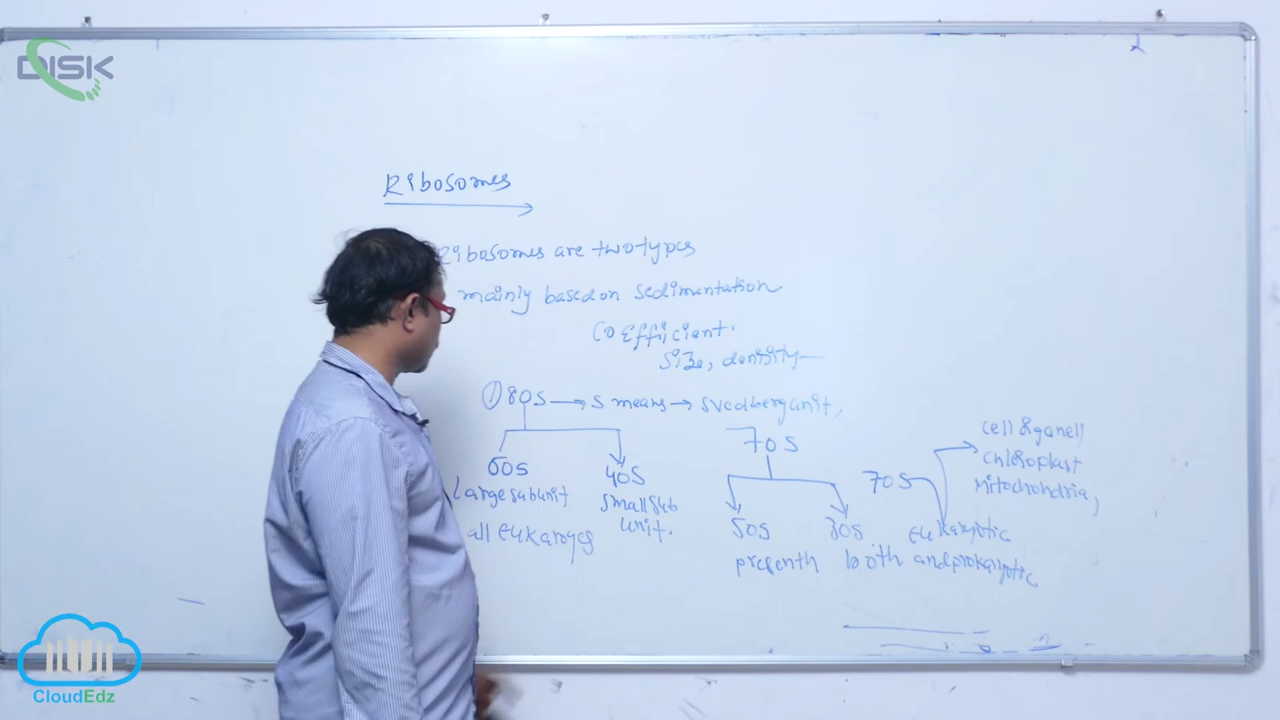 DISK
Ribosomes
Ribosomes are two types
mainly based on sedimentation
coefficient.
size, density
① 80S → S means → svedberg unit,
60S
40S
Large subunit
small sub
unit.
all eukaroyes
70S
50S
30S
present
both
and prokaryotic
70S
eukaryotic
cell organell
chloroplast
mitochondria,
CloudEdz